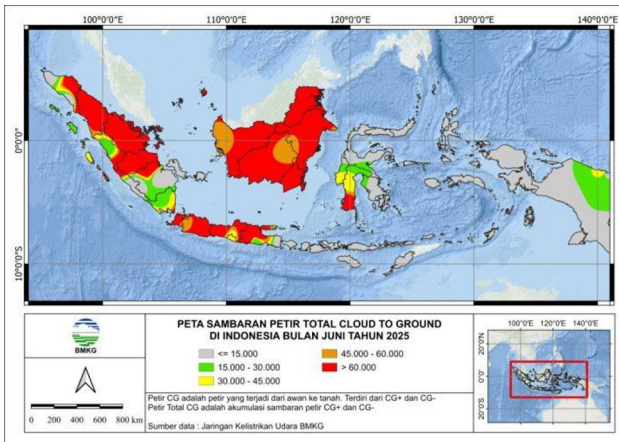 100°0'0"E 110°0'0"E 120°0'0"E 130°0'0"E 140°0'0"E
0°0'0"
10°0'0"S
BMKG
0 200 400 600 800 km
PETA SAMBARAN PETIR TOTAL CLOUD TO GROUND
DI INDONESIA BULAN JUNI TAHUN 2025
<= 15.000
15.000 - 30.000
30.000 - 45.000
45.000 - 60.000
> 60.000
Petir CG adalah petir yang terjadi dari awan ke tanah. Terdiri dari CG+ dan CG-
Petir Total CG adalah akumulasi sambaran petir CG+ dan CG-
Sumber data : Jaringan Kelistrikan Udara BMKG
100°0'E 120°0'E 140°0'E
20°0'N
0°0'
20°0'S